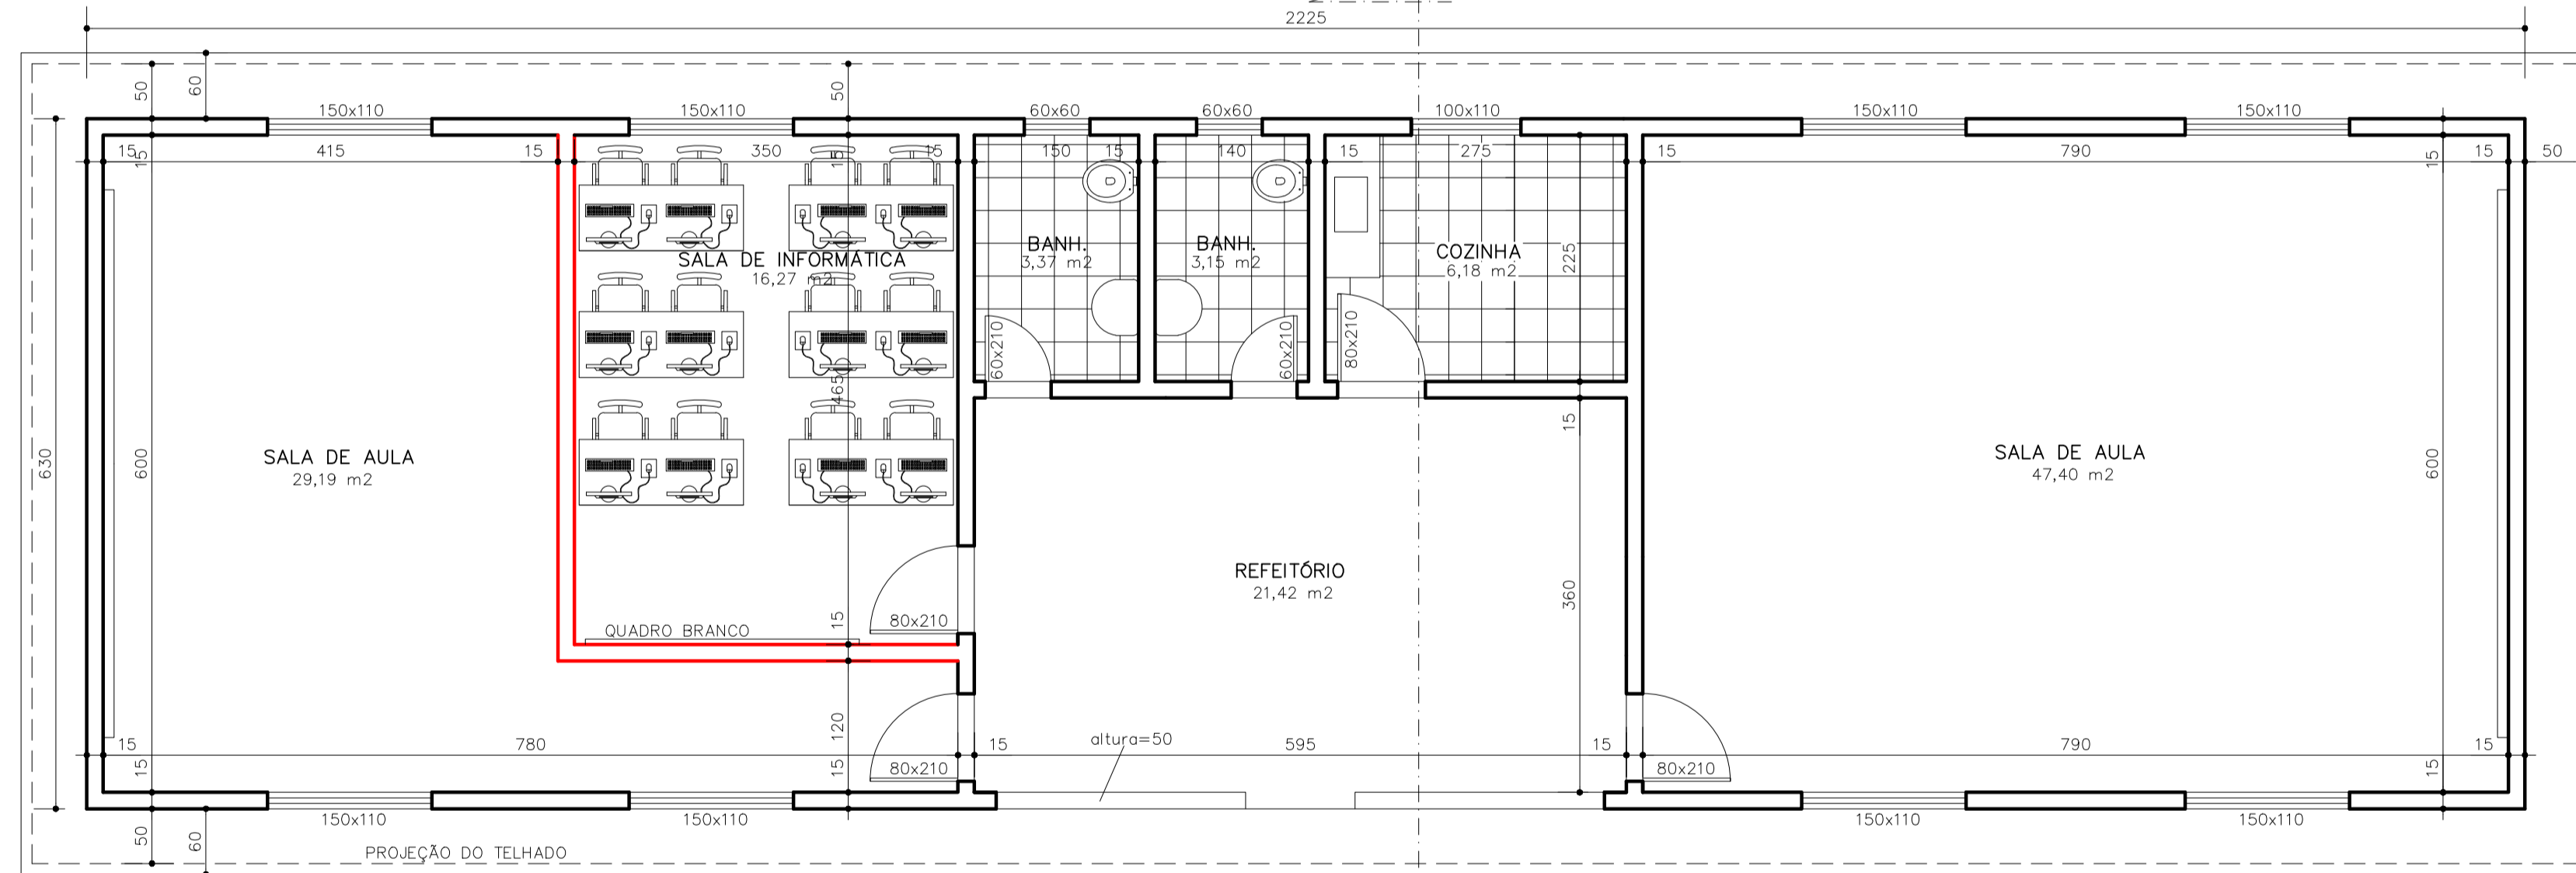 2225
50
60
50
150x110
150x110
60x60
60x60
100x110
150x110
150x110
15
15
415
15
350
15
15
150
15
140
15
275
15
790
15
15
50
BANH.
3,37 m2
BANH.
3,15 m2
COZINHA
6,18 m2
225
SALA DE INFORMÁTICA
16,27 m2
60x210
60x210
80x210
465
15
630
600
SALA DE AULA
29,19 m2
SALA DE AULA
47,40 m2
600
REFEITÓRIO
21,42 m2
360
15
80x210
QUADRO BRANCO
120
15
780
15
altura=50
595
15
790
15
15
15
80x210
80x210
15
150x110
150x110
150x110
150x110
50
60
PROJEÇÃO DO TELHADO